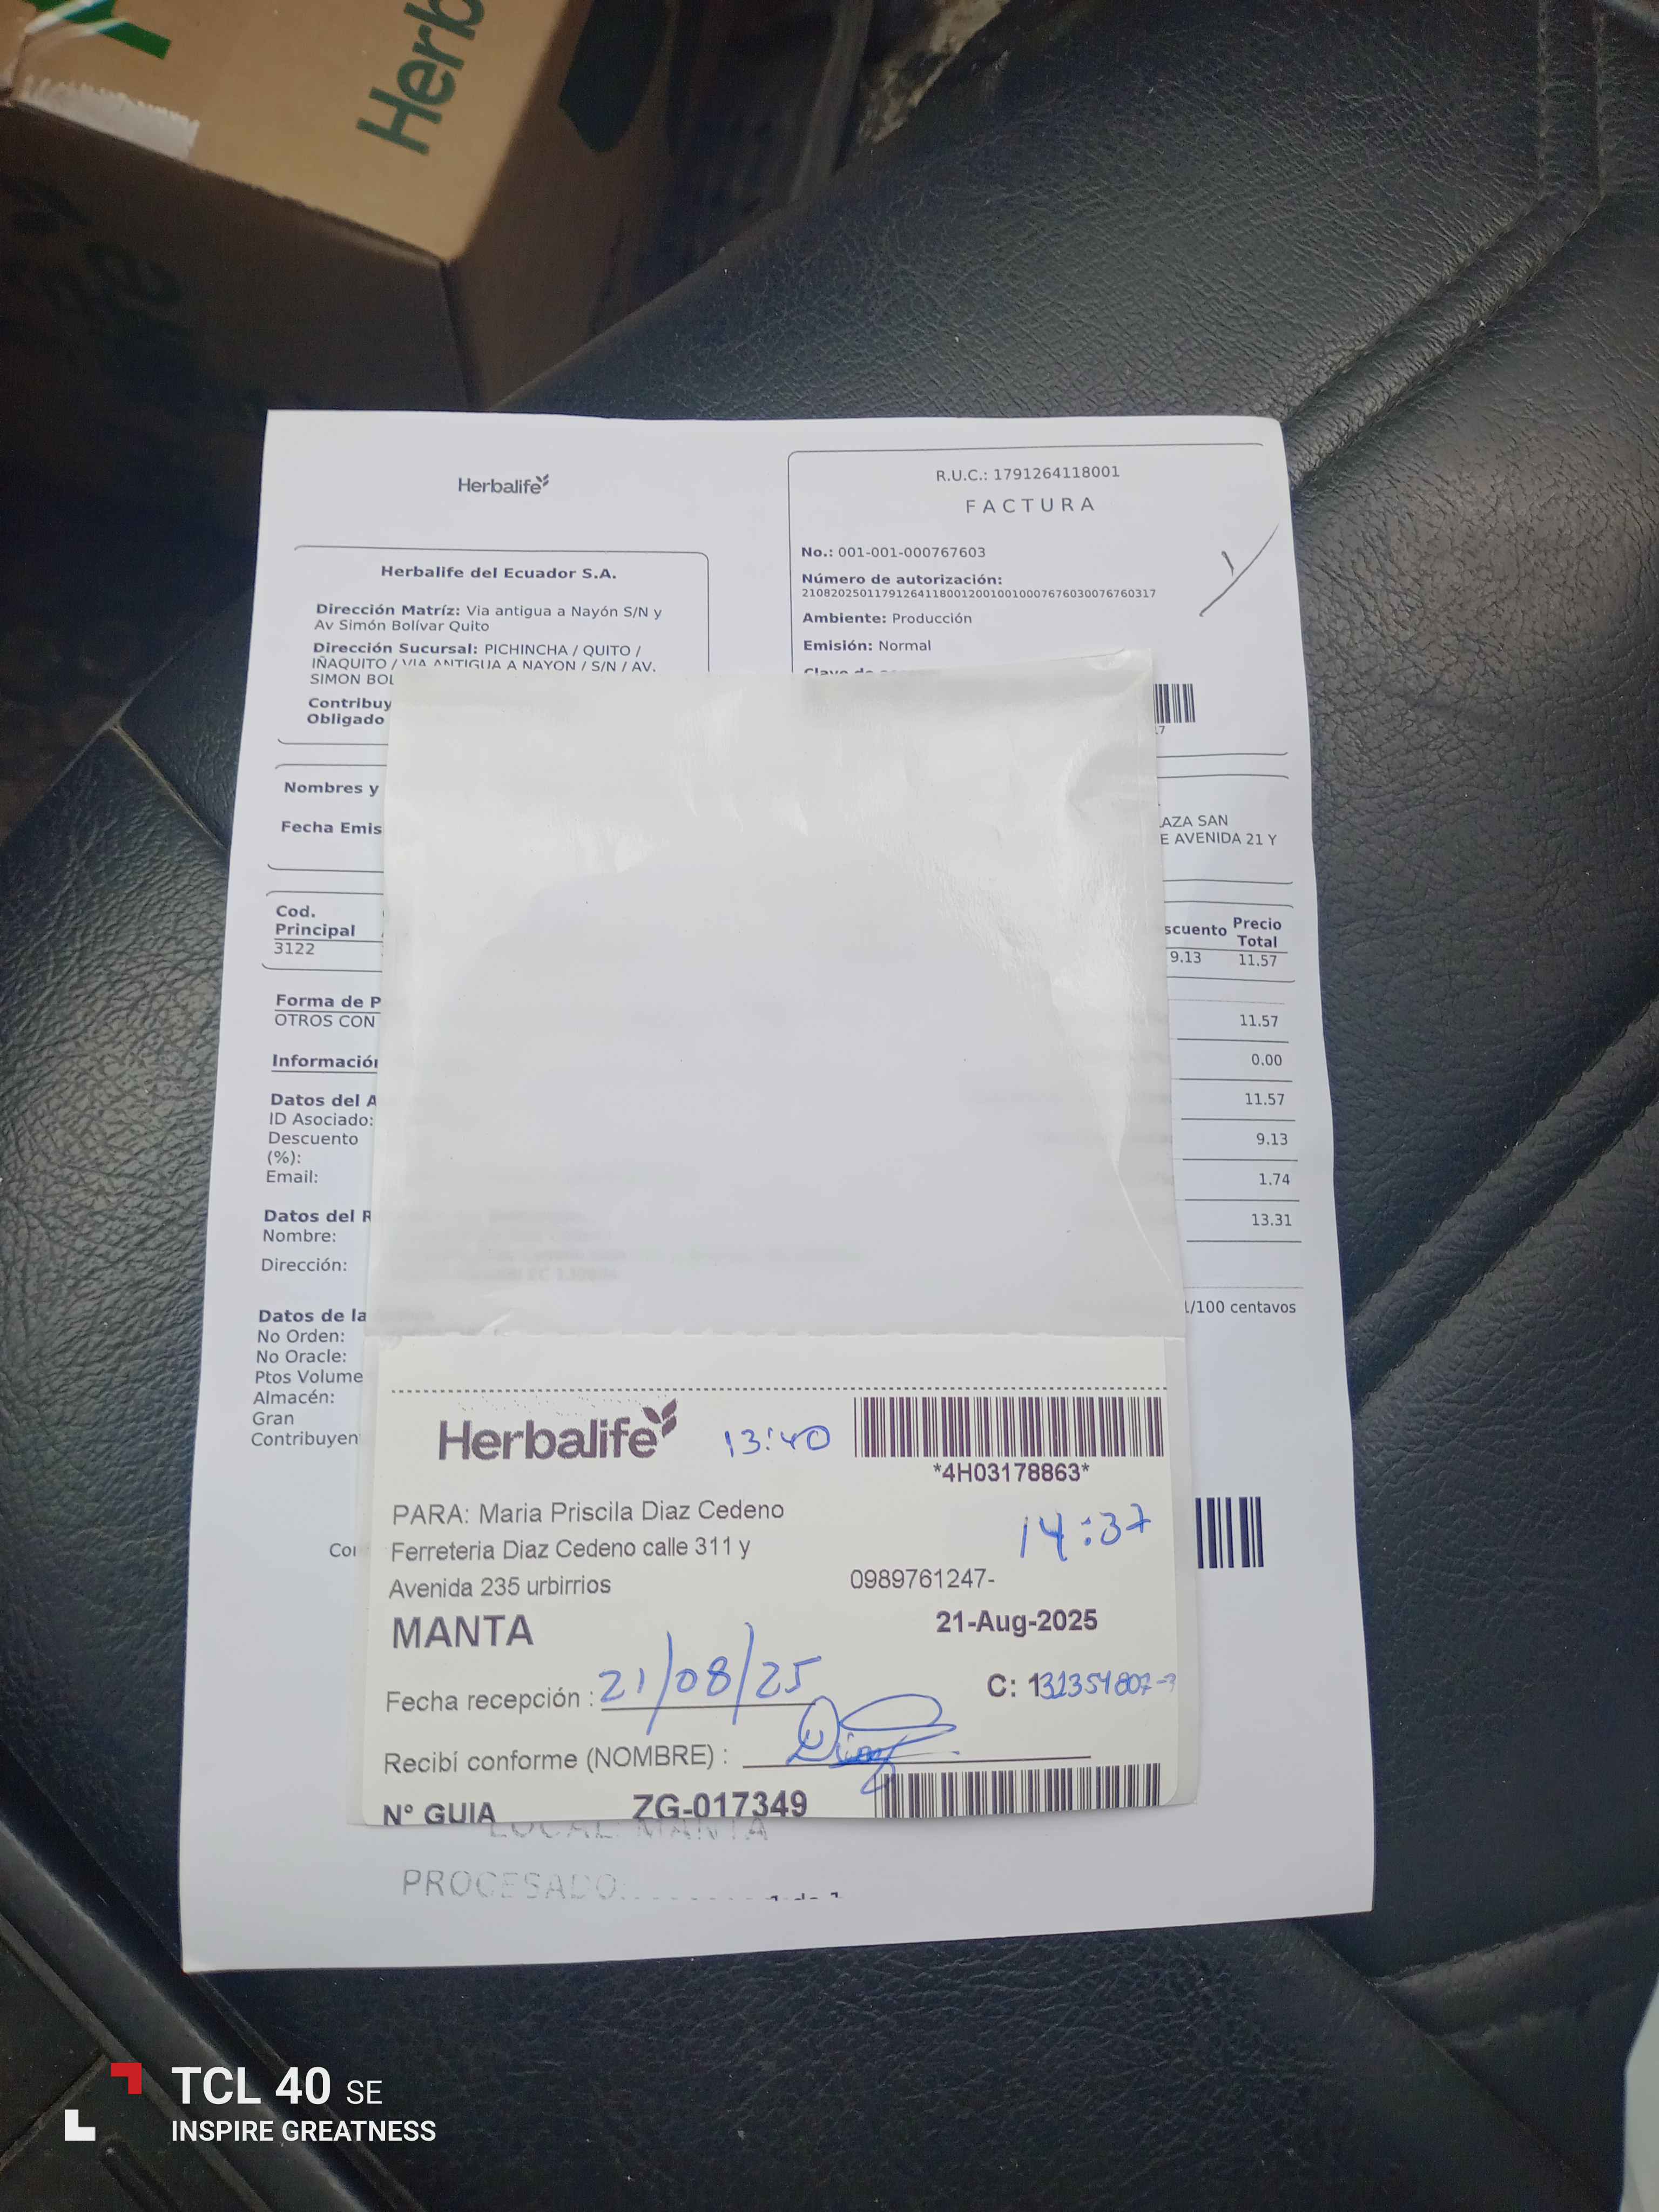 Herb
Herbalife
Herbalife del Ecuador S.A.
Dirección Matríz: Via antigua a Nayón S/N y
Av Simón Bolívar Quito
Dirección Sucursal: PICHINCHA / QUITO /
IÑAQUITO / VIA ANTIGUA A NAYON / S/N / AV.
SIMON BOL
Contribuy
Obligado
R.U.C.: 1791264118001
FACTURA
No.: 001-001-000767603
Número de autorización:
2108202501179126411800120010010007676030076760317
Ambiente: Producción
Emisión: Normal
Clave de
Nombres y
Fecha Emis
AZA SAN
E AVENIDA 21 Y
Cod.
Principal
scuento
Precio
Total
3122
9.13 11.57
Forma de P
OTROS CON
11.57
0.00
Informació
Datos del A
11.57
ID Asociado:
Descuento
(%):
9.13
Email:
1.74
Datos del R
13.31
Nombre:
Dirección:
Datos de la
/100 centavos
No Orden:
No Oracle:
Ptos Volume
Almacén:
Gran
Contribuyen
Herbalife 13:40
*4H03178863*
PARA: Maria Priscila Diaz Cedeno
14:37
Ferreteria Diaz Cedeno calle 311 y
Avenida 235 urbirrios 0989761247-
MANTA 21-Aug-2025
Fecha recepción : 21/08/25 C: 131354807-
Recibí conforme (NOMBRE) : Diaz
N° GUIA ZG-017349
LOCAL MANTA
PROCESADO
TCL 40 SE
INSPIRE GREATNESS